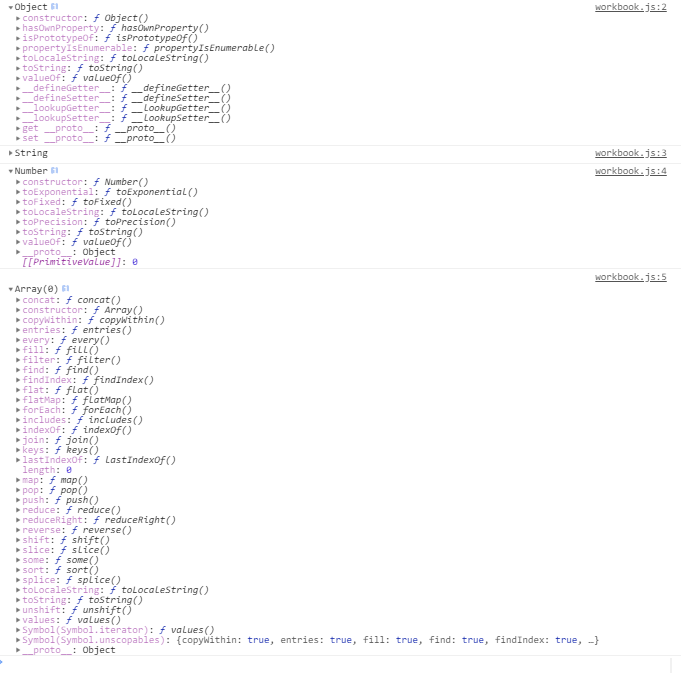 Object workbook.js:2
constructor: ƒ Object()
hasOwnProperty: ƒ hasOwnProperty()
isPrototypeOf: ƒ isPrototypeOf()
propertyIsEnumerable: ƒ propertyIsEnumerable()
toLocaleString: ƒ toLocaleString()
toString: ƒ toString()
valueOf: ƒ valueOf()
__defineGetter__: ƒ __defineGetter__()
__defineSetter__: ƒ __defineSetter__()
__lookupGetter__: ƒ __lookupGetter__()
__lookupSetter__: ƒ __lookupSetter__()
get __proto__: ƒ __proto__()
set __proto__: ƒ __proto__()
String workbook.js:3
Number workbook.js:4
constructor: ƒ Number()
toExponential: ƒ toExponential()
toFixed: ƒ toFixed()
toLocaleString: ƒ toLocaleString()
toPrecision: ƒ toPrecision()
toString: ƒ toString()
valueOf: ƒ valueOf()
__proto__: Object
[[PrimitiveValue]]: 0
workbook.js:5
Array(0)
concat: ƒ concat()
constructor: ƒ Array()
copyWithin: ƒ copyWithin()
entries: ƒ entries()
every: ƒ every()
fill: ƒ fill()
filter: ƒ filter()
find: ƒ find()
findIndex: ƒ findIndex()
flat: ƒ flat()
flatMap: ƒ flatMap()
forEach: ƒ forEach()
includes: ƒ includes()
indexOf: ƒ indexOf()
join: ƒ join()
keys: ƒ keys()
lastIndexOf: ƒ lastIndexOf()
length: 0
map: ƒ map()
pop: ƒ pop()
push: ƒ push()
reduce: ƒ reduce()
reduceRight: ƒ reduceRight()
reverse: ƒ reverse()
shift: ƒ shift()
slice: ƒ slice()
some: ƒ some()
sort: ƒ sort()
splice: ƒ splice()
toLocaleString: ƒ toLocaleString()
toString: ƒ toString()
unshift: ƒ unshift()
values: ƒ values()
Symbol(Symbol.iterator): ƒ values()
Symbol(Symbol.unscopables): {copyWithin: true, entries: true, fill: true, find: true, findIndex: true, …}
__proto__: Object